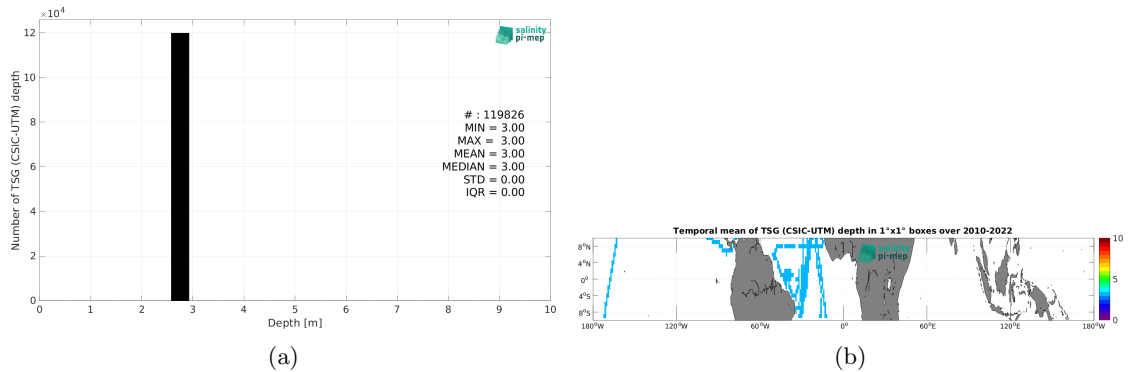 ×10⁴
12
10
8
6
4
2
0
Number of TSG (CSIC-UTM) depth
0 1 2 3 4 5 6 7 8 9 10
Depth [m]
salinity
pi-mep
# : 119826
MIN = 3.00
MAX = 3.00
MEAN = 3.00
MEDIAN = 3.00
STD = 0.00
IQR = 0.00
(a)
Temporal mean of TSG (CSIC-UTM) depth in 1°x1° boxes over 2010-2022
salinity
pi-mep
8°N
4°N
0°
4°S
8°S
180°W 120°W 60°W 0° 60°E 120°E 180°W
10
5
0
(b)